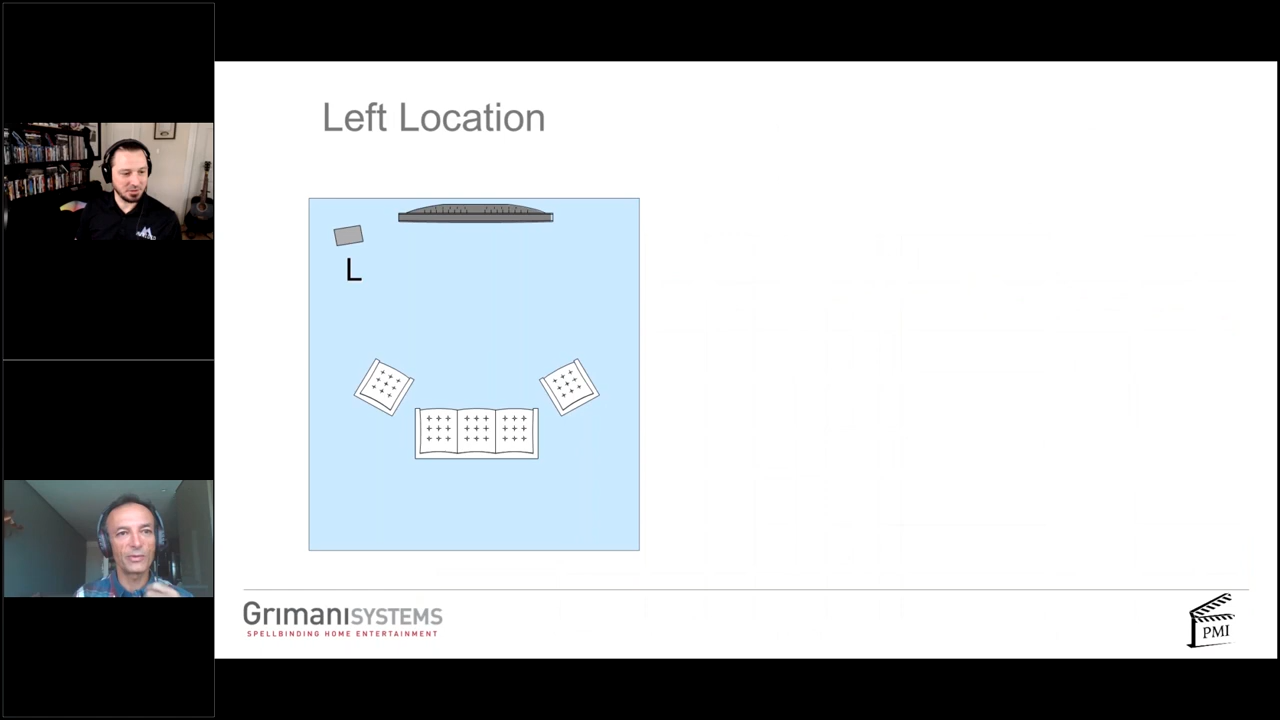 Left Location
L
GrimaniSYSTEMS
SPELLBINDING HOME ENTERTAINMENT
PMI